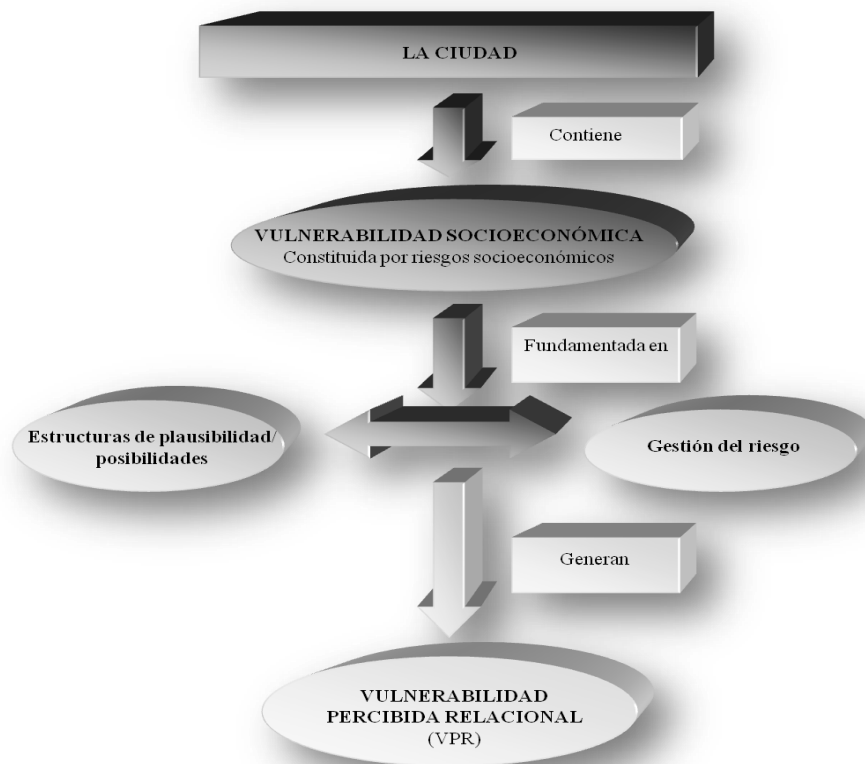 LA CIUDAD
Contiene
VULNERABILIDAD SOCIOECONÓMICA
Constituida por riesgos socioeconómicos
Fundamentada en
Estructuras de plausibilidad/
posibilidades
Gestión del riesgo
Generan
VULNERABILIDAD
PERCIBIDA RELACIONAL
(VPR)